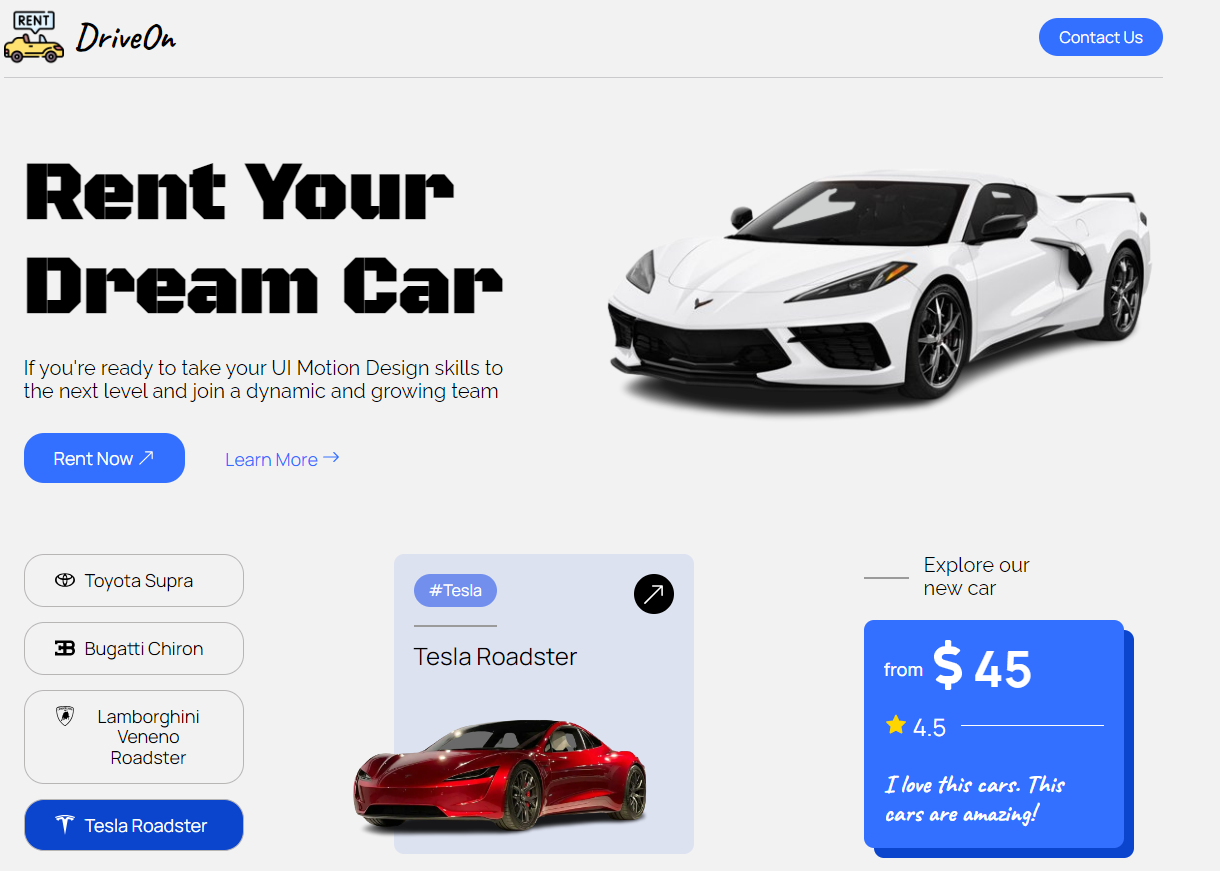 RENT
DriveOn
Contact Us
Rent Your
Dream Car
If you're ready to take your UI Motion Design skills to
the next level and join a dynamic and growing team
Rent Now
Learn More
Toyota Supra
Bugatti Chiron
Lamborghini
Veneno
Roadster
Tesla Roadster
#Tesla
Tesla Roadster
Explore our
new car
from $ 45
4.5
I love this cars. This
cars are amazing!